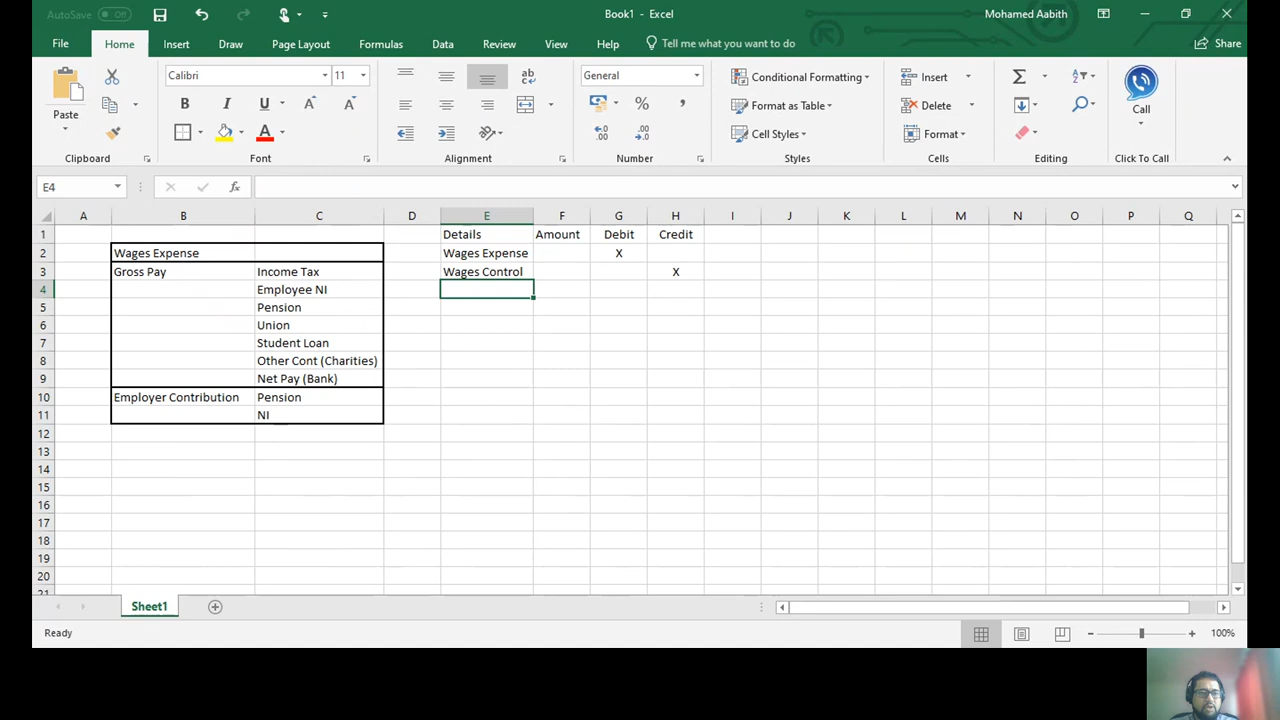 AutoSave Off
Book1 - Excel
Mohamed Aabith
File Home Insert Draw Page Layout Formulas Data Review View Help Tell me what you want to do Share
Paste
Calibri 11
B I U A A
A
ab
General
% ,
Conditional Formatting
Format as Table
Cell Styles
Insert
Delete
Format
Call
Clipboard Font Alignment Number Styles Cells Editing Click To Call
E4 fx
A B C D E F G H I J K L M N O P Q
1 Details Amount Debit Credit
2 Wages Expense Wages Expense X
3 Gross Pay Income Tax Wages Control X
4 Employee NI
5 Pension
6 Union
7 Student Loan
8 Other Cont (Charities)
9 Net Pay (Bank)
10 Employer Contribution Pension
11 NI
12
13
14
15
16
17
18
19
20
21
Sheet1
Ready 100%